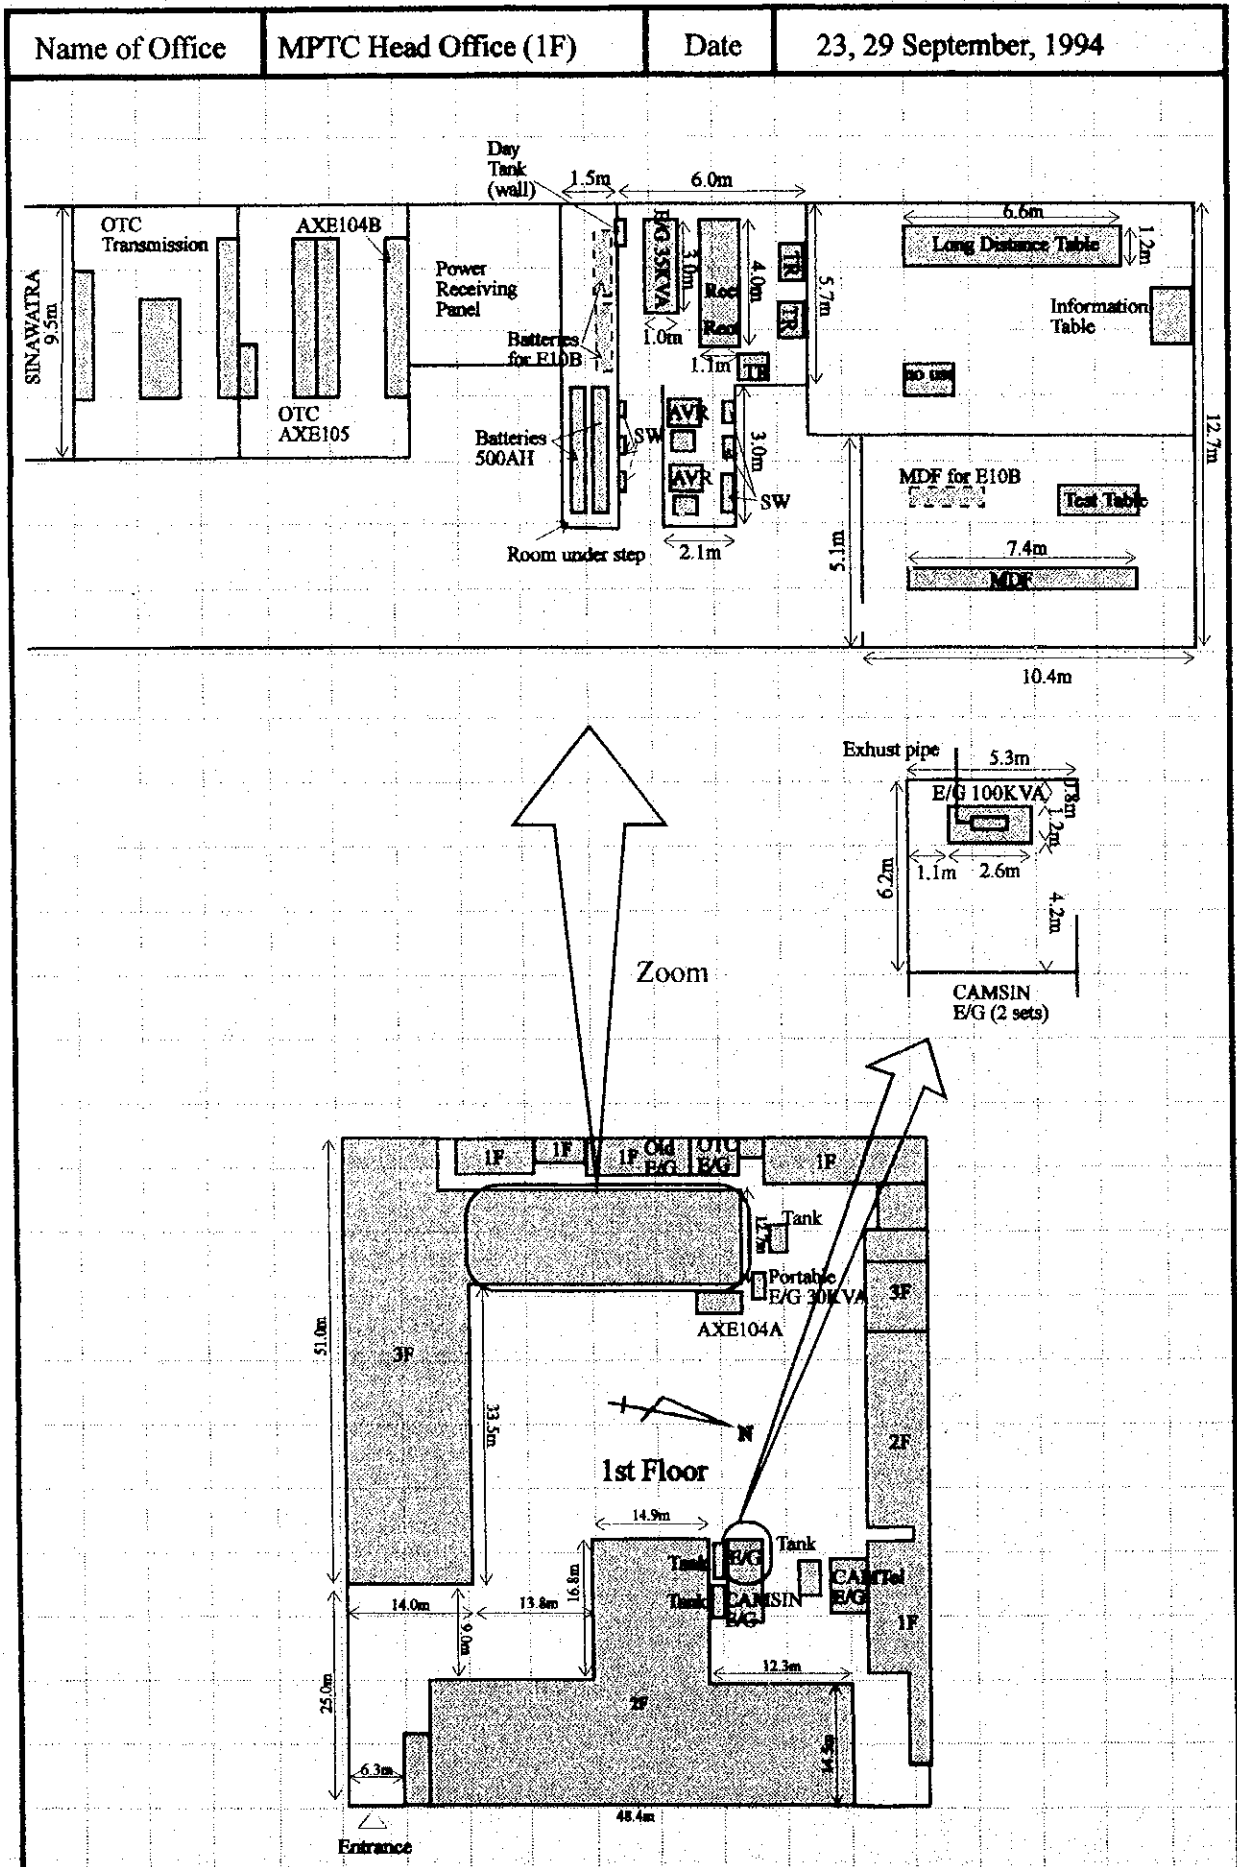 Name of Office
MPTC Head Office (1F)
Date
23, 29 September, 1994
Day
Tank
(wall)
1.5m
6.0m
OTC
Transmission
AXE104B
E/G 35KVA
3.0m
4.0m
TR
6.6m
Long Distance Table
1.2m
SINAWATRA
9.5m
Power
Receiving
Panel
Rect
Rect
TR
5.7m
Information
Table
Batteries
for E10B
1.0m
1.1m
TR
no use
OTC
AXE105
Batteries
500AH
SW
AVR
AVR
3.0m
SW
12.7m
MDF for E10B
Test Table
Room under step
2.1m
5.1m
7.4m
MDF
10.4m
Exhust pipe
5.3m
E/G 100KVA
0.8m
1.2m
1.1m
2.6m
6.2m
4.2m
Zoom
CAMSIN
E/G (2 sets)
1F
1F
1F
Old
E/G
OTC
E/G
1F
12.7m
Tank
Portable
E/G 30KVA
3F
AXE104A
51.0m
3F
33.5m
N
2F
1st Floor
14.9m
Tank
E/G
Tank
16.8m
Tank
CAMSIN
E/G
CAMTel
E/G
14.0m
13.8m
9.0m
1F
12.3m
25.0m
2F
14.5m
6.3m
48.4m
Entrance